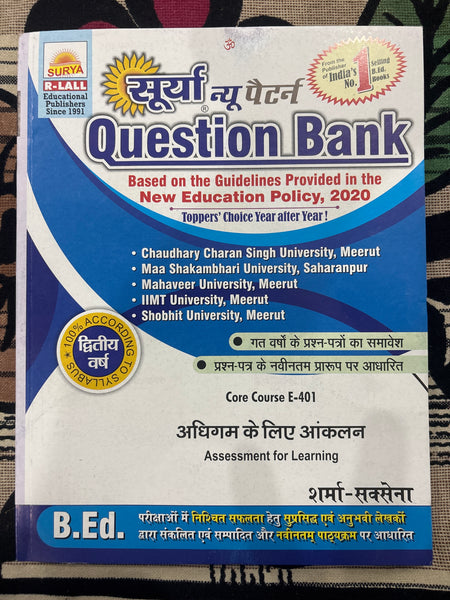 ॐ
SURYA
R-LALL
Educational
Publishers
Since 1991
From the
Publisher
of
India's
No.
1
Selling
B.Ed.
Books
सूर्या न्यू पैटर्न
®
Question Bank
Based on the Guidelines Provided in the
New Education Policy, 2020
Toppers' Choice Year after Year !
• Chaudhary Charan Singh University, Meerut
• Maa Shakambhari University, Saharanpur
• Mahaveer University, Meerut
• IIMT University, Meerut
• Shobhit University, Meerut
100% ACCORDING TO SYLLABUS
द्वितीय
वर्ष
• गत वर्षों के प्रश्न-पत्रों का समावेश
• प्रश्न-पत्र के नवीनतम प्रारूप पर आधारित
Core Course E-401
अधिगम के लिए आंकलन
Assessment for Learning
शर्मा-सक्सेना
B.Ed.
परीक्षाओं में निश्चित सफलता हेतु सुप्रसिद्ध एवं अनुभवी लेखकों
द्वारा संकलित एवं सम्पादित और नवीनतम् पाठ्यक्रम पर आधारित